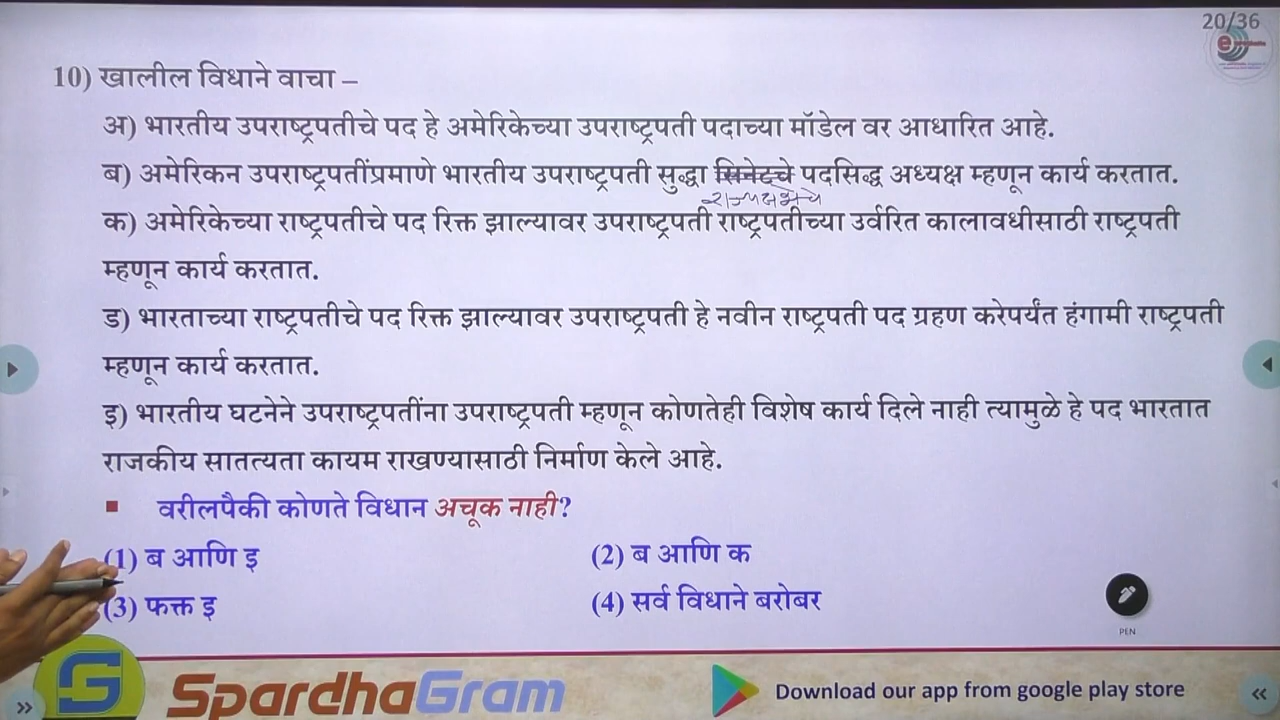 20/36
10) खालील विधाने वाचा –
अ) भारतीय उपराष्ट्रपतीचे पद हे अमेरिकेच्या उपराष्ट्रपती पदाच्या मॉडेल वर आधारित आहे.
ब) अमेरिकन उपराष्ट्रपतींप्रमाणे भारतीय उपराष्ट्रपती सुद्धा सिनेटचे पदसिद्ध अध्यक्ष म्हणून कार्य करतात.
क) अमेरिकेच्या राष्ट्रपतीचे पद रिक्त झाल्यावर उपराष्ट्रपती राष्ट्रपतीच्या उर्वरित कालावधीसाठी राष्ट्रपती
म्हणून कार्य करतात.
ड) भारताच्या राष्ट्रपतीचे पद रिक्त झाल्यावर उपराष्ट्रपती हे नवीन राष्ट्रपती पद ग्रहण करेपर्यंत हंगामी राष्ट्रपती
म्हणून कार्य करतात.
इ) भारतीय घटनेने उपराष्ट्रपतींना उपराष्ट्रपती म्हणून कोणतेही विशेष कार्य दिले नाही त्यामुळे हे पद भारतात
राजकीय सातत्यता कायम राखण्यासाठी निर्माण केले आहे.
वरीलपैकी कोणते विधान अचूक नाही?
(1) ब आणि इ
(2) ब आणि क
(3) फक्त इ
(4) सर्व विधाने बरोबर
PEN
SpardhaGram
Download our app from google play store